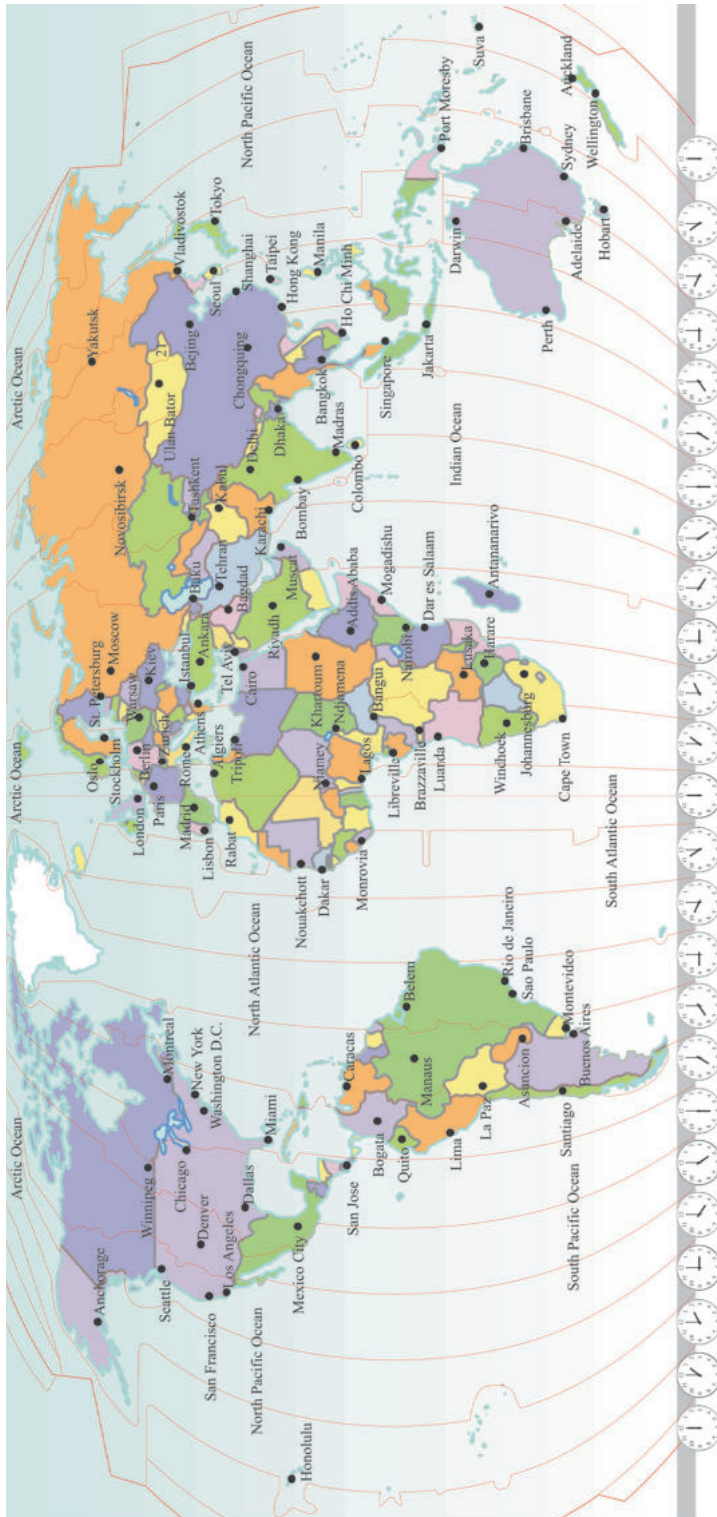 Arctic Ocean
Arctic Ocean
Arctic Ocean
Anchorage
Oslo
St. Petersburg
Moscow
Yakutsk
Stockholm
Novosibirsk
Winnipeg
Montreal
London
Berlin
Warsaw
Kiev
Ulan Bator
21
Seattle
Chicago
Paris
Zurich
Istanbul
Baku
Tashkent
Bejing
Vladivostok
Denver
New York
Washington D.C.
Madrid
Rome
Athens
Ankara
Tehran
Kabul
Seoul
Tokyo
San Francisco
Los Angeles
Lisbon
Algiers
Tel Aviv
Bagdad
Chongquing
Shanghai
Dallas
Rabat
Tripoli
Cairo
Delhi
North Pacific Ocean
North Atlantic Ocean
North Pacific Ocean
Miami
Riyadh
Karachi
Dhaka
Taipei
Honolulu
Mexico City
Muscat
Bombay
Hong Kong
Nouakchott
Niamey
Khartoum
Bangkok
Manila
Dakar
Ndjamena
Madras
Ho Chi Minh
San Jose
Caracas
Monrovia
Lagos
Addis Ababa
Colombo
Bogata
Bangui
Mogadishu
Singapore
Quito
Belem
Libreville
Nairobi
Manaus
Brazzaville
Dar es Salaam
Jakarta
Port Moresby
Lima
Luanda
Indian Ocean
Darwin
Suva
La Paz
Lusaka
Harare
Antananarivo
Rio de Janeiro
Sao Paulo
Windhoek
Asuncion
Johannesburg
Perth
Brisbane
Santiago
Montevideo
Buenos Aires
Cape Town
Adelaide
Sydney
Auckland
South Pacific Ocean
South Atlantic Ocean
Hobart
Wellington